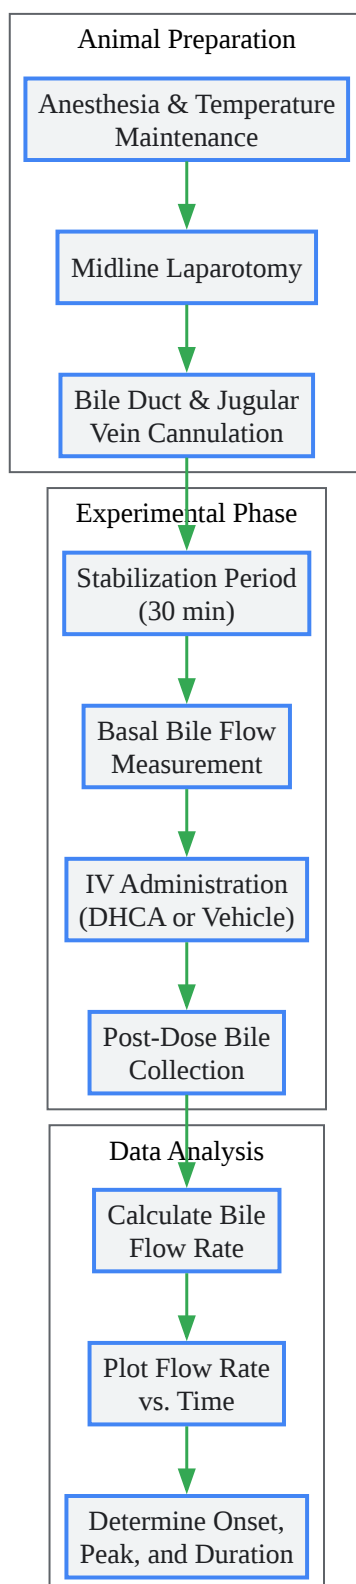 Animal Preparation
Anesthesia & Temperature
Maintenance
Midline Laparotomy
Bile Duct & Jugular
Vein Cannulation
Experimental Phase
Stabilization Period
(30 min)
Basal Bile Flow
Measurement
IV Administration
(DHCA or Vehicle)
Post-Dose Bile
Collection
Data Analysis
Calculate Bile
Flow Rate
Plot Flow Rate
vs. Time
Determine Onset,
Peak, and Duration